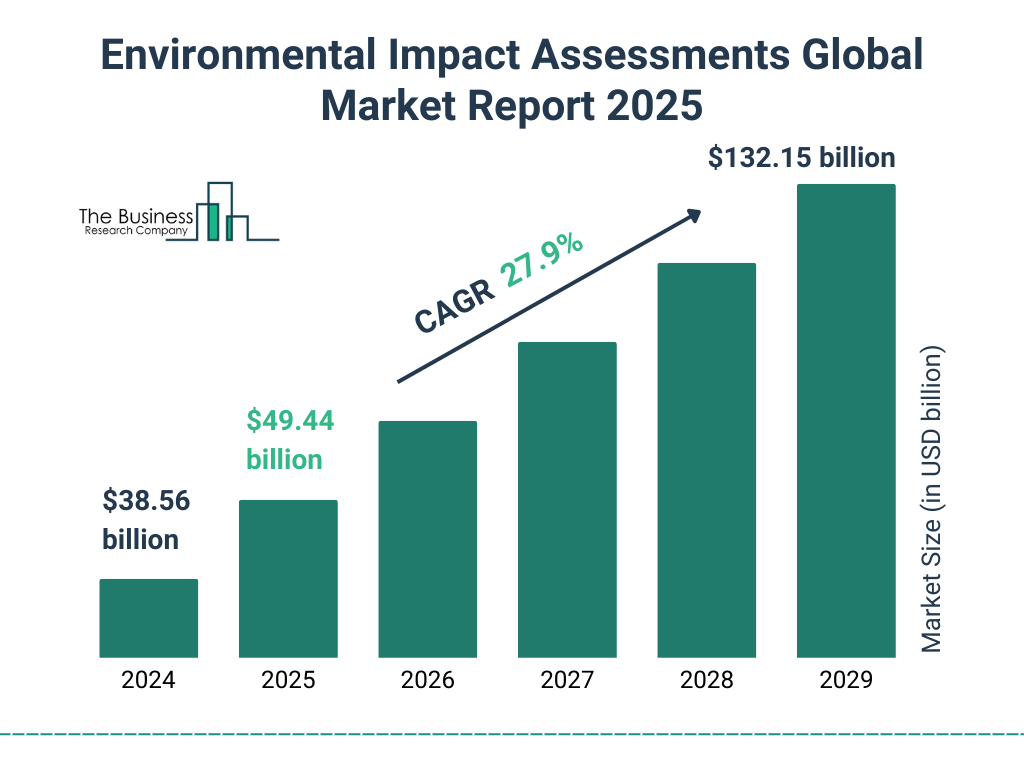 Environmental Impact Assessments Global
Market Report 2025
$132.15 billion
The Business
Research Company
CAGR 27.9%
$49.44
billion
$38.56
billion
Market Size (in USD billion)
2024
2025
2026
2027
2028
2029